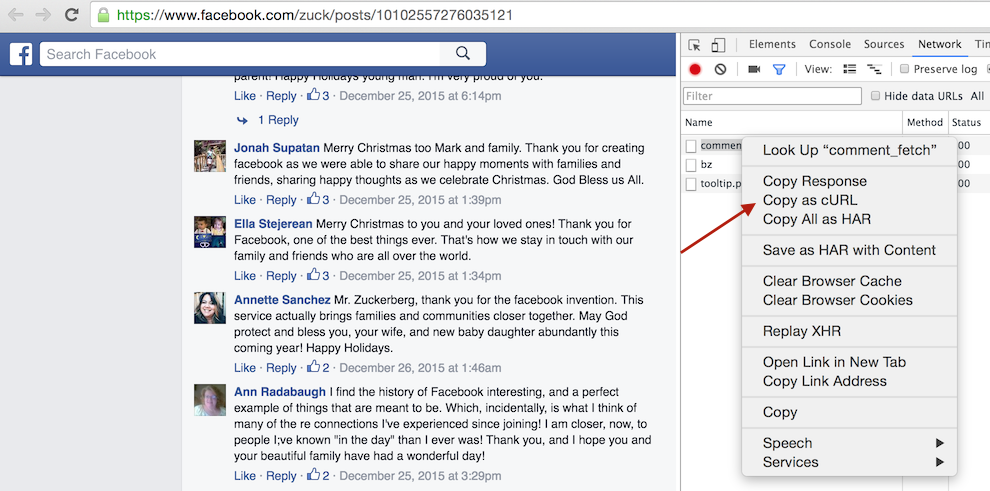 https://www.facebook.com/zuck/posts/10102557276035121
f Search Facebook
Elements Console Sources Network
View: Preserve log
Filter Hide data URLs All
Name Method Status
parent! Happy Holidays young man. I'm very proud of you.
Like · Reply · 3 · December 25, 2015 at 6:14pm
1 Reply
Jonah Supatan Merry Christmas too Mark and family. Thank you for creating
facebook as we were able to share our happy moments with families and
friends, sharing happy thoughts as we celebrate Christmas. God Bless us All.
Like · Reply · 3 · December 25, 2015 at 1:39pm
Ella Stejerean Merry Christmas to you and your loved ones! Thank you for
Facebook, one of the best things ever. That's how we stay in touch with our
family and friends who are all over the world.
Like · Reply · 3 · December 25, 2015 at 1:34pm
Annette Sanchez Mr. Zuckerberg, thank you for the facebook invention. This
service actually brings families and communities closer together. May God
protect and bless you, your wife, and new baby daughter abundantly this
coming year! Happy Holidays.
Like · Reply · 2 · December 26, 2015 at 1:46am
Ann Radabaugh I find the history of Facebook interesting, and a perfect
example of things that are meant to be. Which, incidentally, is what I think of
many of the re connections I've experienced since joining! I am closer, now, to
people I;ve known "in the day" than I ever was! Thank you, and I hope you and
your beautiful family have had a wonderful day!
Like · Reply · 2 · December 25, 2015 at 3:29pm
bz
Look Up “comment_fetch”
Copy Response
Copy as cURL
Copy All as HAR
Save as HAR with Content
Clear Browser Cache
Clear Browser Cookies
Replay XHR
Open Link in New Tab
Copy Link Address
Copy
Speech
Services